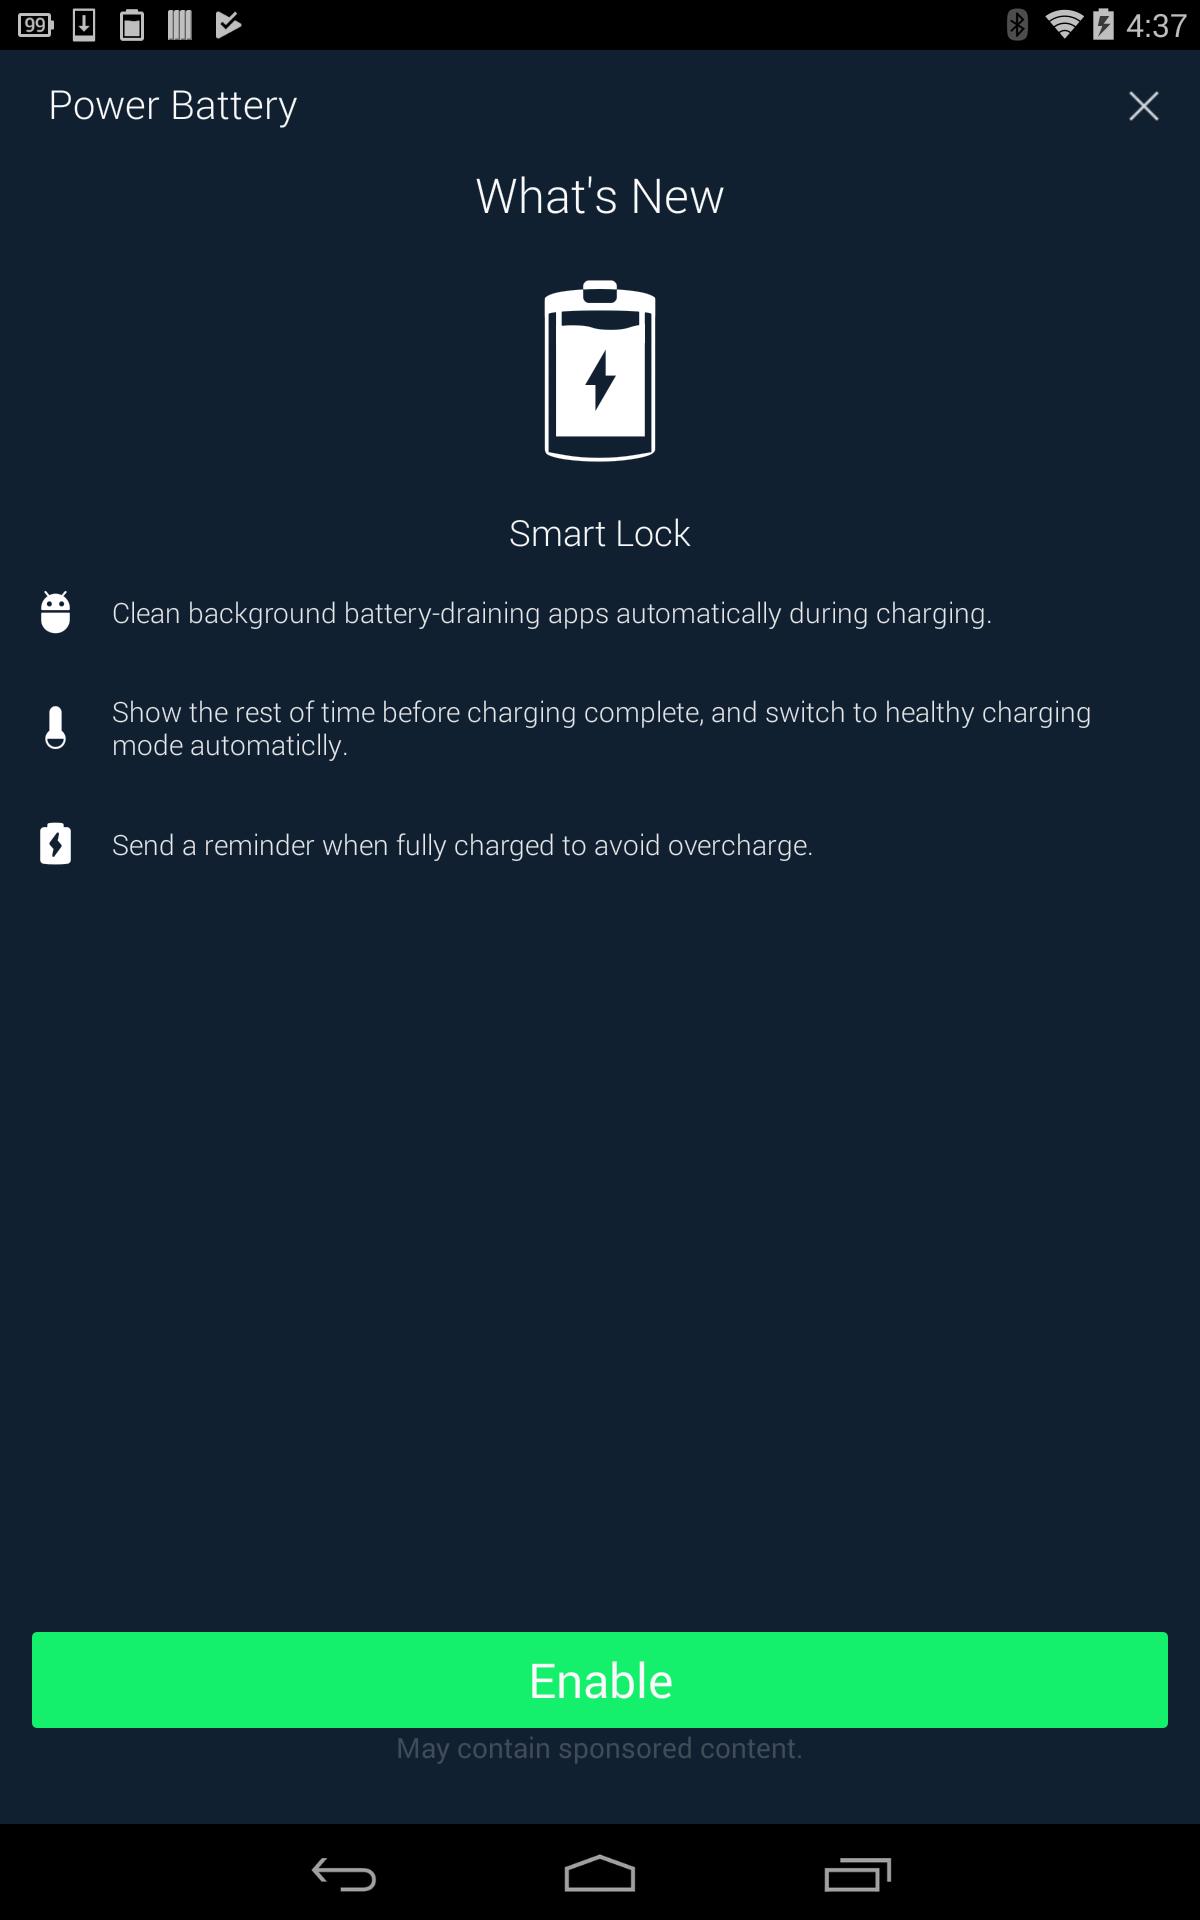 99
4:37
Power Battery
What's New
Smart Lock
Clean background battery-draining apps automatically during charging.
Show the rest of time before charging complete, and switch to healthy charging
mode automaticlly.
Send a reminder when fully charged to avoid overcharge.
Enable
May contain sponsored content.